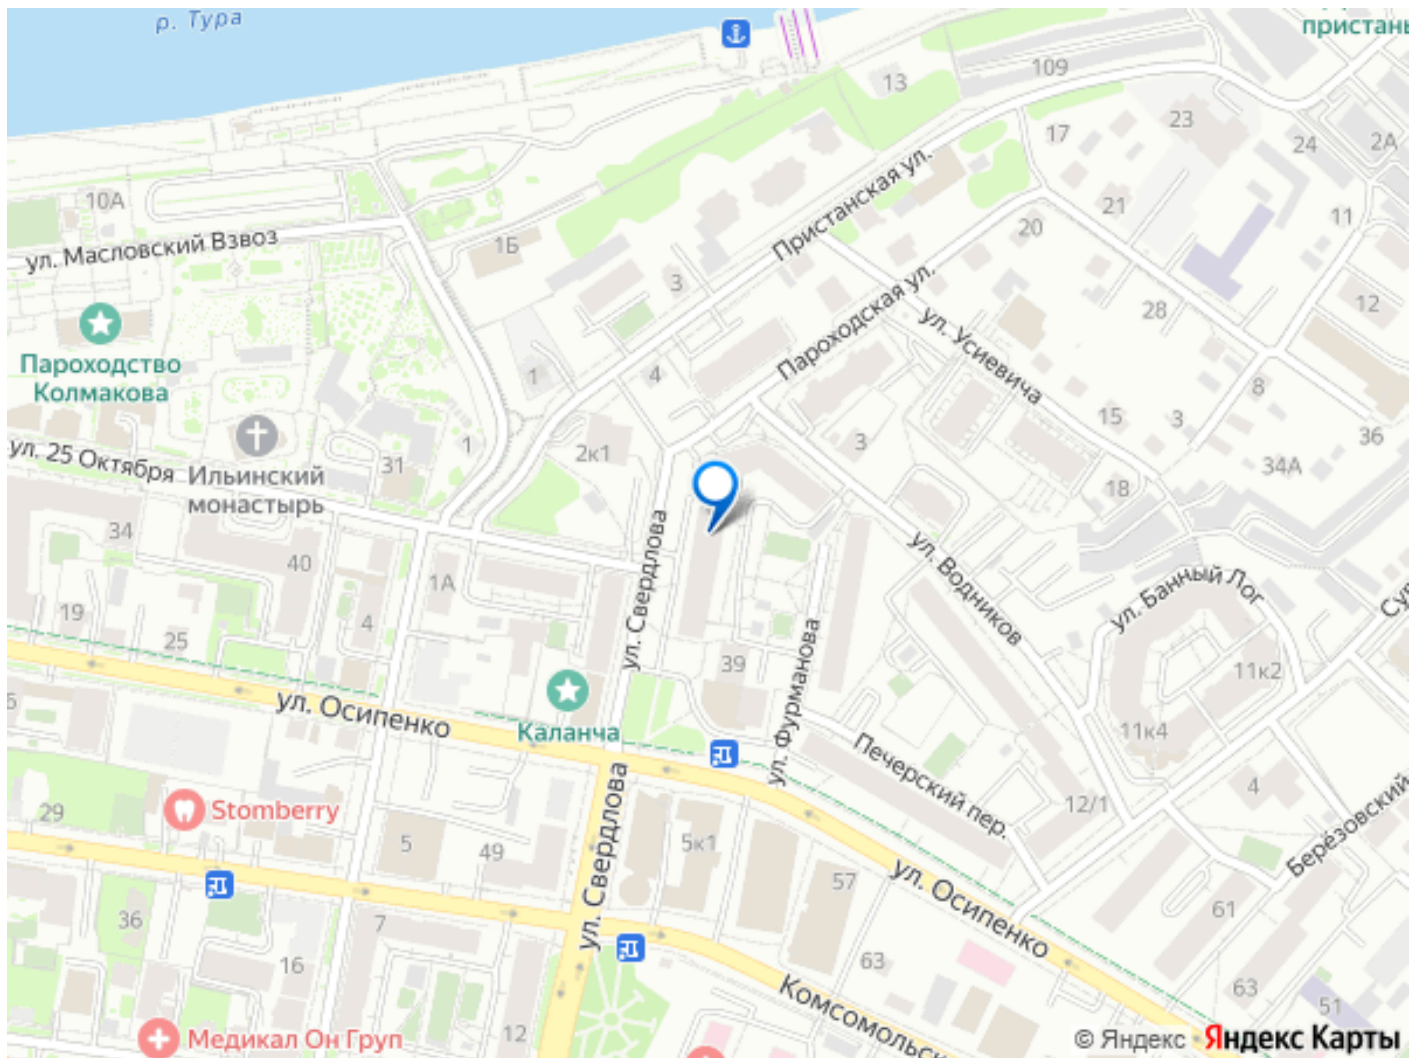 р. Тура
пристань
109
13
17
23
24
2А
10А
ул. Масловский Взвоз
1Б
Пристанская ул.
21
11
20
3
28
12
Пароходская ул.
ул. Усиевича
Пароходство
Колмакова
1
4
8
15
3
36
ул. 25 Октября
Ильинский
монастырь
31
1
2к1
3
34А
18
34
40
1А
ул. Свердлова
ул. Водников
ул. Банный Лог
19
25
4
39
ул. Фурманова
11к2
11к4
ул. Осипенко
Каланча
Печерский пер.
12/1
4
Берёзовский
29
Stomberry
5
49
ул. Свердлова
5к1
57
ул. Осипенко
61
36
7
16
12
63
63
51
Комсомольск
Медикал Он Груп
© Яндекс Яндекс Карты